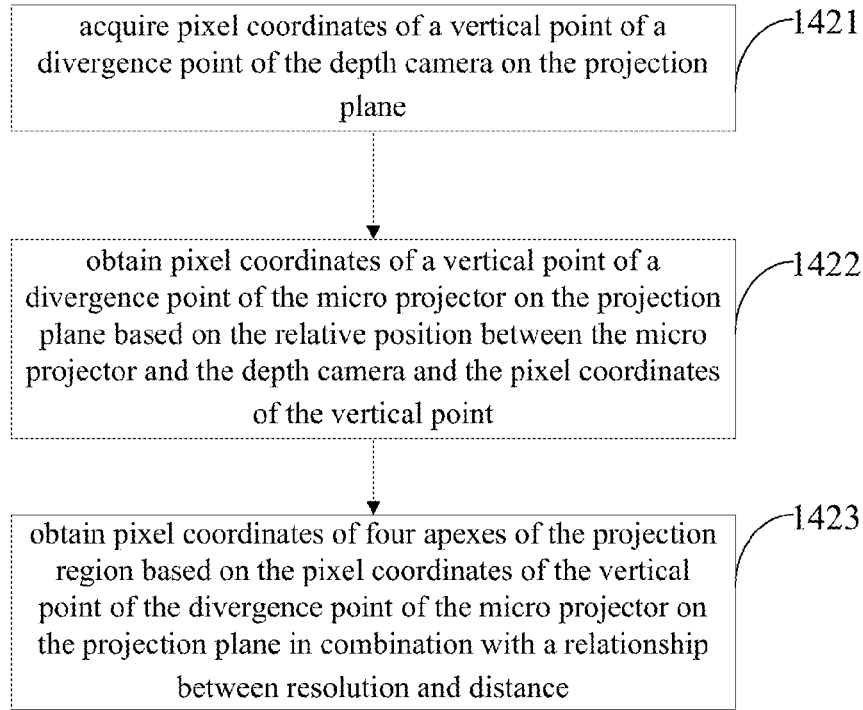 acquire pixel coordinates of a vertical point of a
divergence point of the depth camera on the projection
plane
1421
obtain pixel coordinates of a vertical point of a
divergence point of the micro projector on the projection
plane based on the relative position between the micro
projector and the depth camera and the pixel coordinates
of the vertical point
1422
obtain pixel coordinates of four apexes of the projection
region based on the pixel coordinates of the vertical
point of the divergence point of the micro projector on
the projection plane in combination with a relationship
between resolution and distance
1423